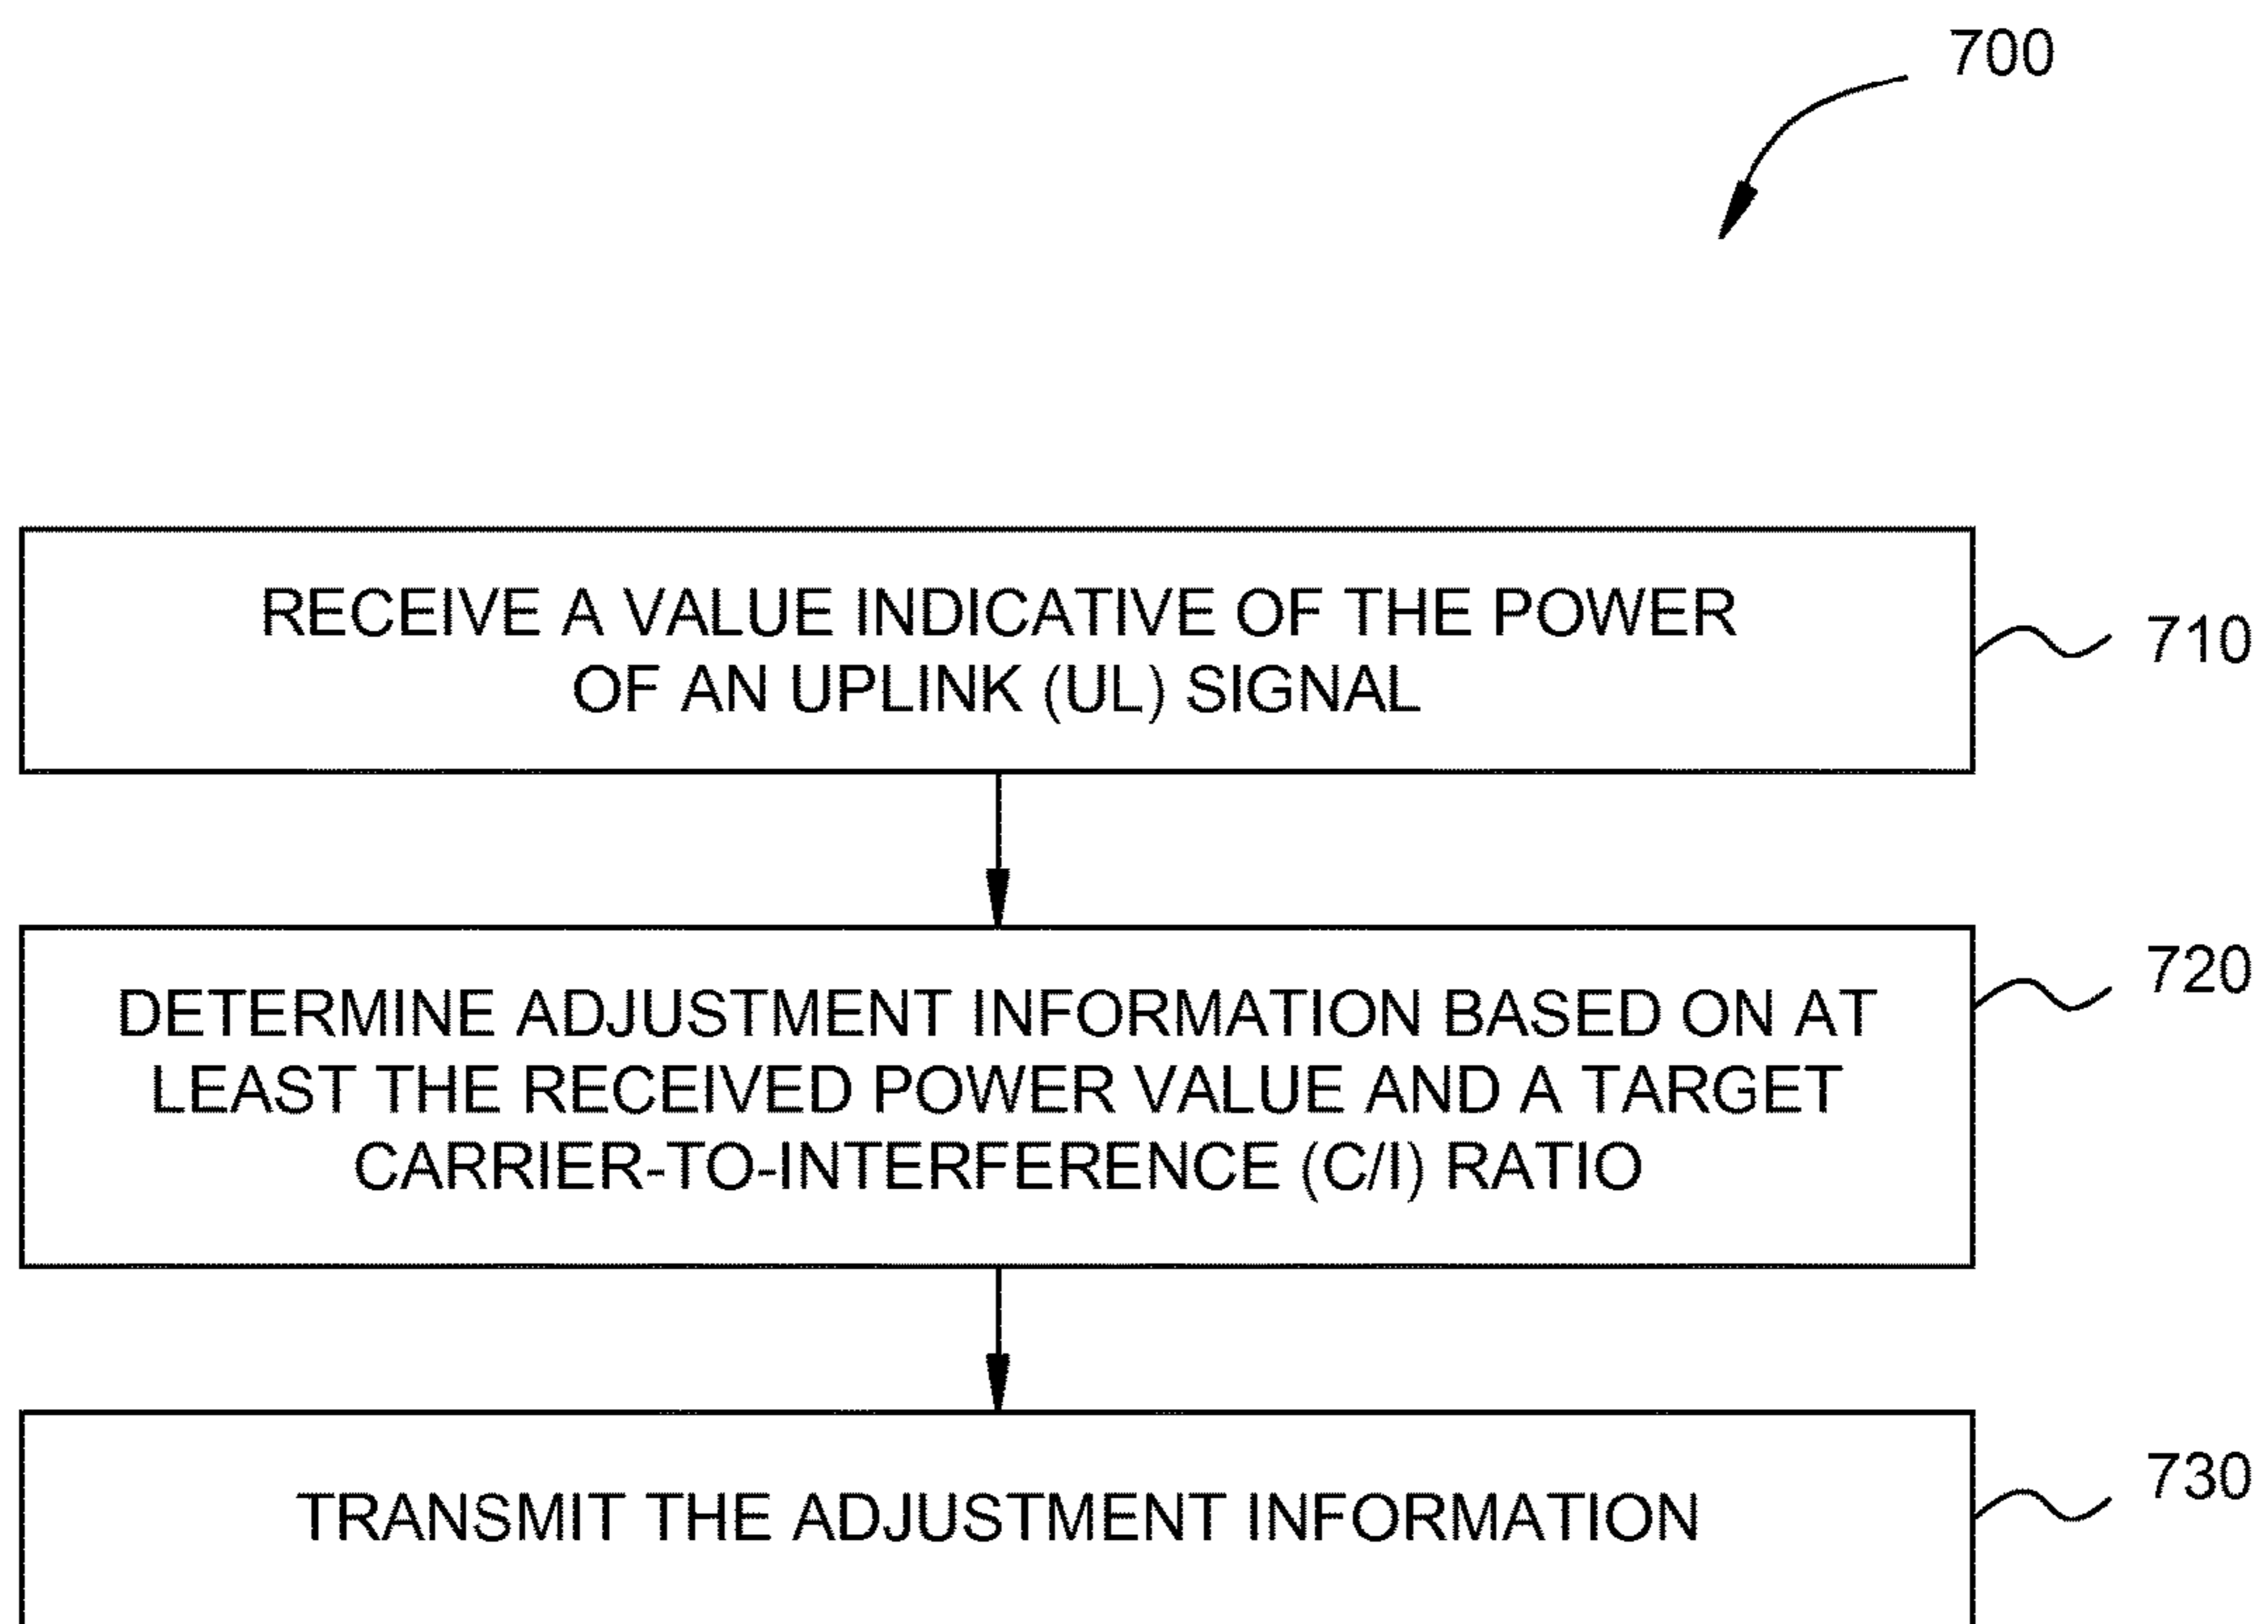 700
RECEIVE A VALUE INDICATIVE OF THE POWER
OF AN UPLINK (UL) SIGNAL
710
DETERMINE ADJUSTMENT INFORMATION BASED ON AT
LEAST THE RECEIVED POWER VALUE AND A TARGET
CARRIER-TO-INTERFERENCE (C/I) RATIO
720
TRANSMIT THE ADJUSTMENT INFORMATION
730